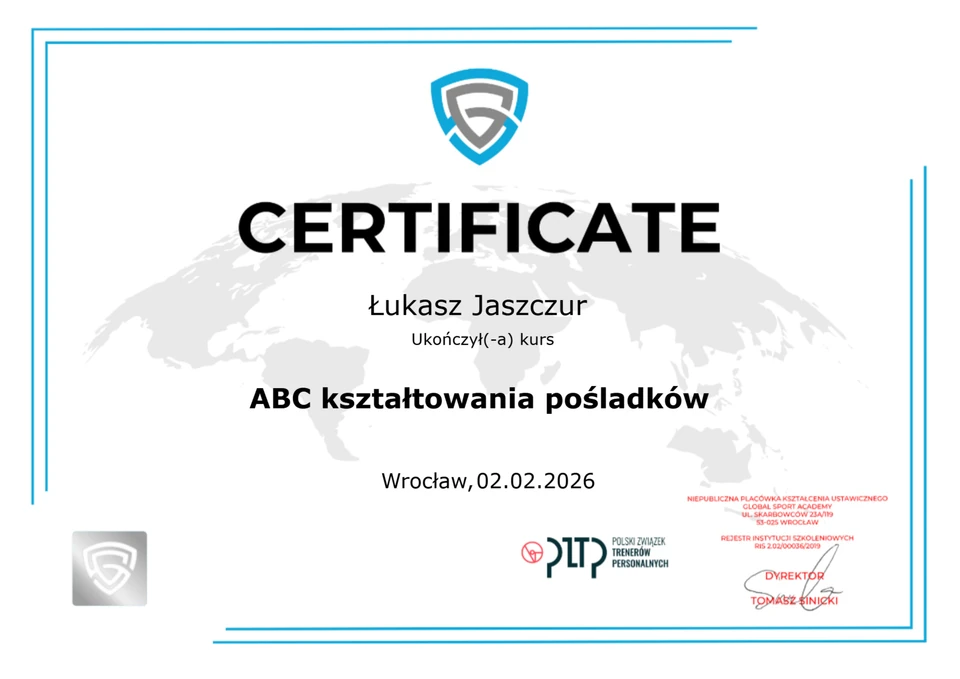 CERTIFICATE
Łukasz Jaszczur
Ukończył(-a) kurs
ABC kształtowania pośladków
Wrocław, 02.02.2026
NIEPUBLICZNA PLACÓWKA KSZTAŁCENIA USTAWICZNEGO
GLOBAL SPORT ACADEMY
UL. SKARBOWCÓW 23A/119
53-025 WROCŁAW
REJESTR INSTYTUCJI SZKOLENIOWYCH
RIS 2.02/00036/2019
PZTP
POLSKI ZWIĄZEK
TRENERÓW
PERSONALNYCH
DYREKTOR
TOMASZ SINICKI